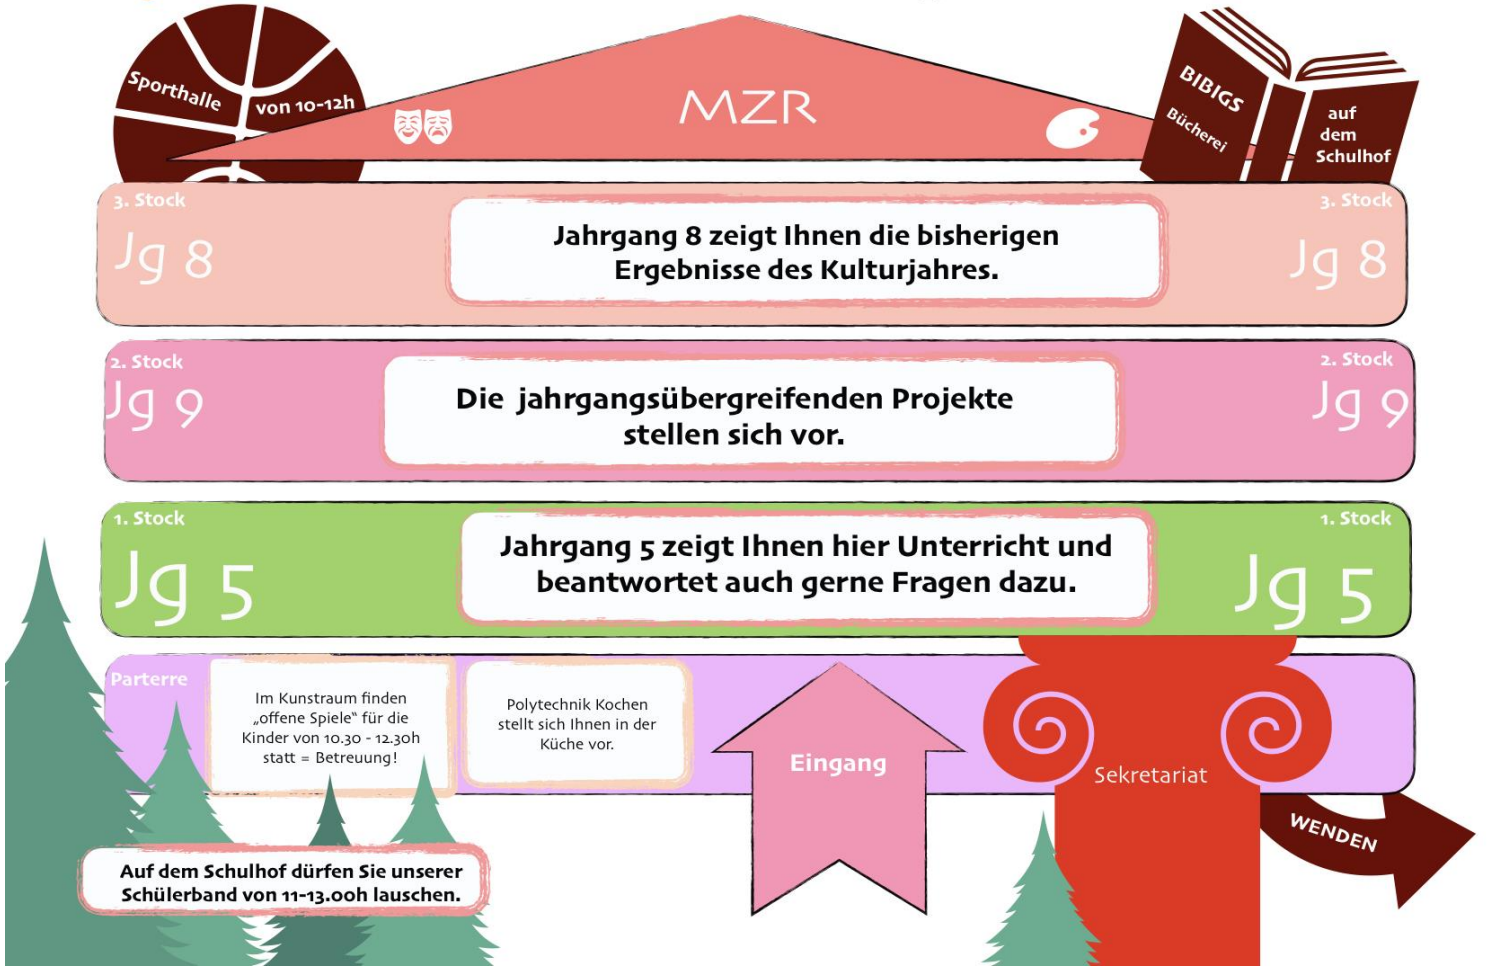 Sporthalle
von 10-12h
MZR
BIBIGS
Bücherei
auf
dem
Schulhof
3. Stock
Jg 8
Jahrgang 8 zeigt Ihnen die bisherigen
Ergebnisse des Kulturjahres.
3. Stock
Jg 8
2. Stock
Jg 9
Die jahrgangsübergreifenden Projekte
stellen sich vor.
2. Stock
Jg 9
1. Stock
Jg 5
Jahrgang 5 zeigt Ihnen hier Unterricht und
beantwortet auch gerne Fragen dazu.
1. Stock
Jg 5
Parterre
Im Kunstraum finden
„offene Spiele“ für die
Kinder von 10.30 - 12.30h
statt = Betreuung!
Polytechnik Kochen
stellt sich Ihnen in der
Küche vor.
Eingang
Sekretariat
WENDEN
Auf dem Schulhof dürfen Sie unserer
Schülerband von 11-13.00h lauschen.